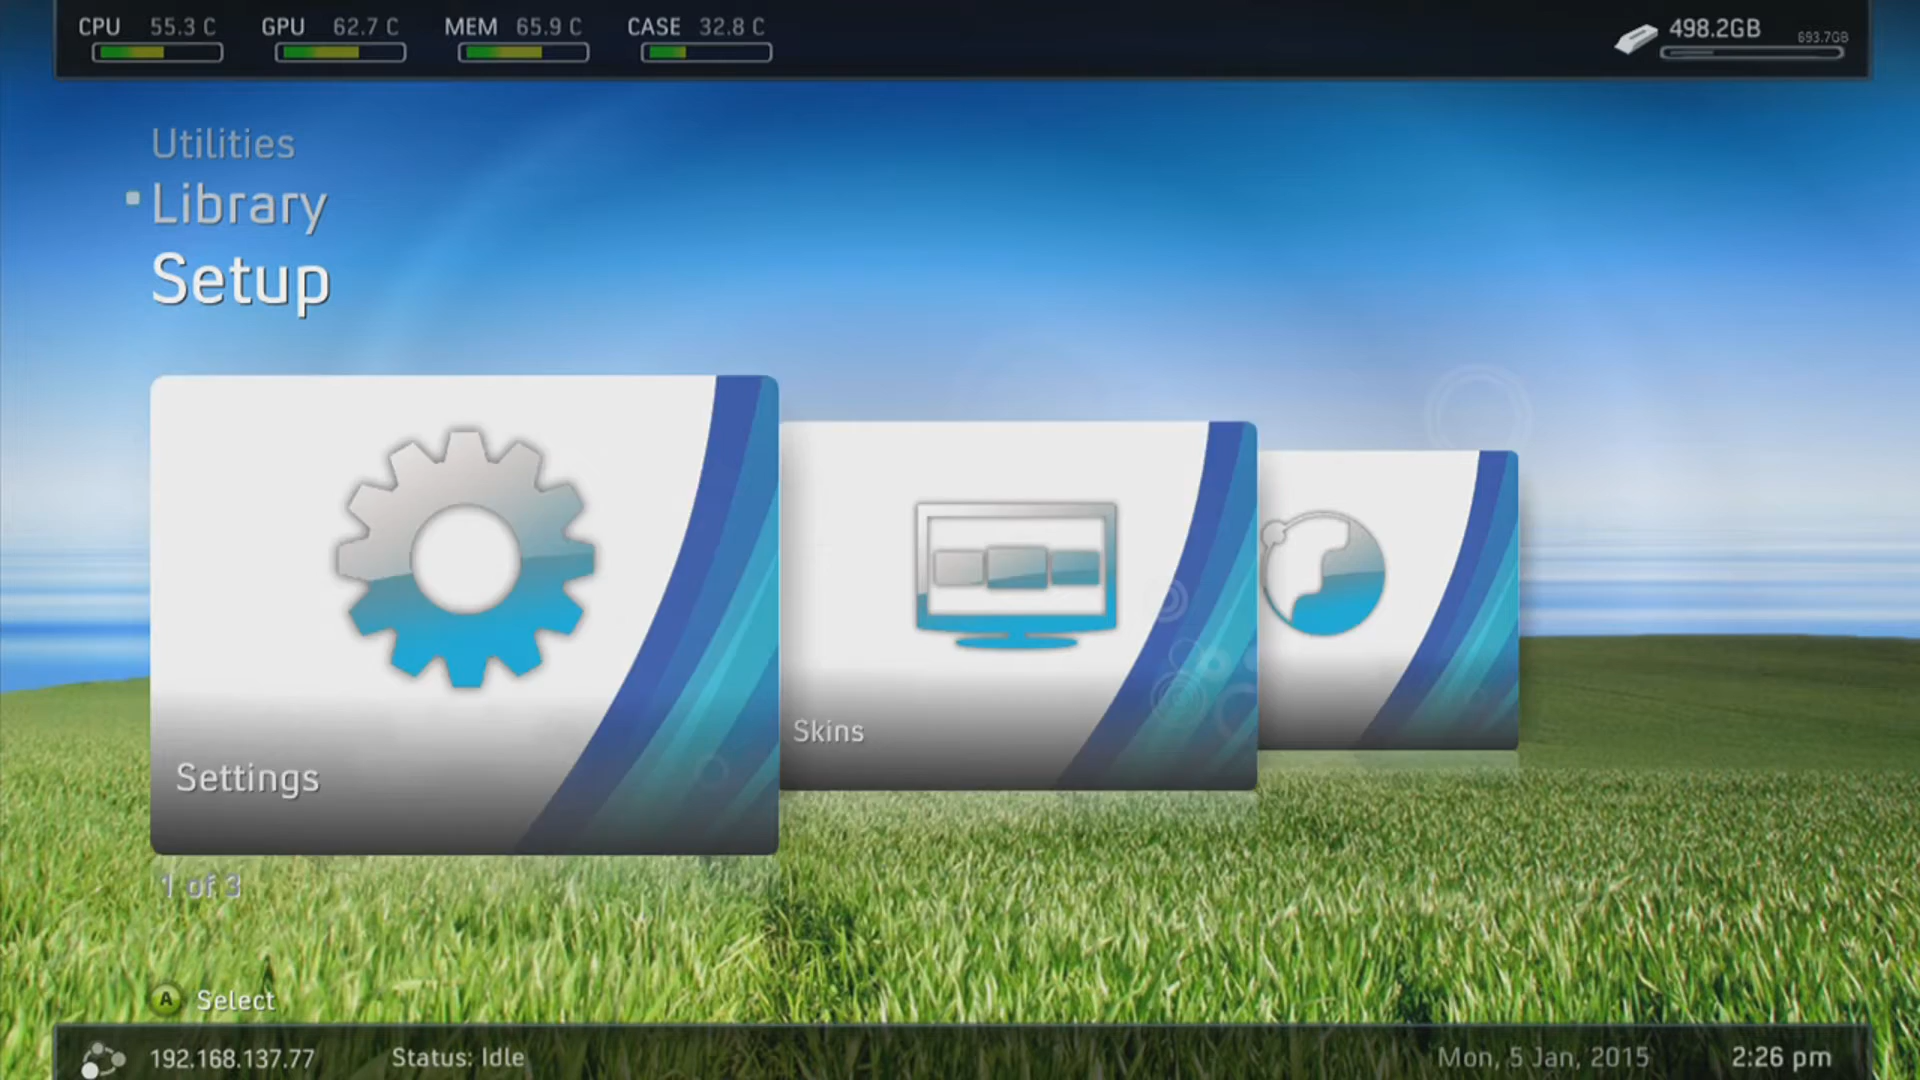 CPU 55.3 C GPU 62.7 C MEM 65.9 C CASE 32.8 C 498.2GB 693.7GB
Utilities
Library
Setup
Settings
Skins
1 of 3
A Select
192.168.137.77 Status: Idle Mon, 5 Jan, 2015 2:26 pm